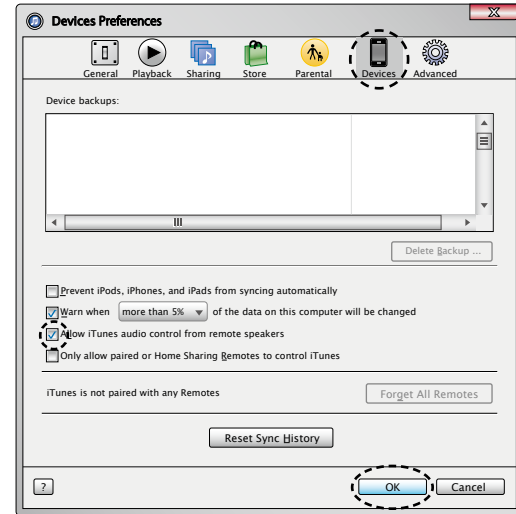 Devices Preferences
General Playback Sharing Store Parental Devices Advanced
Device backups:
Delete Backup ...
Prevent iPods, iPhones, and iPads from syncing automatically
Warn when more than 5% of the data on this computer will be changed
Allow iTunes audio control from remote speakers
Only allow paired or Home Sharing Remotes to control iTunes
iTunes is not paired with any Remotes Forget All Remotes
Reset Sync History
? OK Cancel